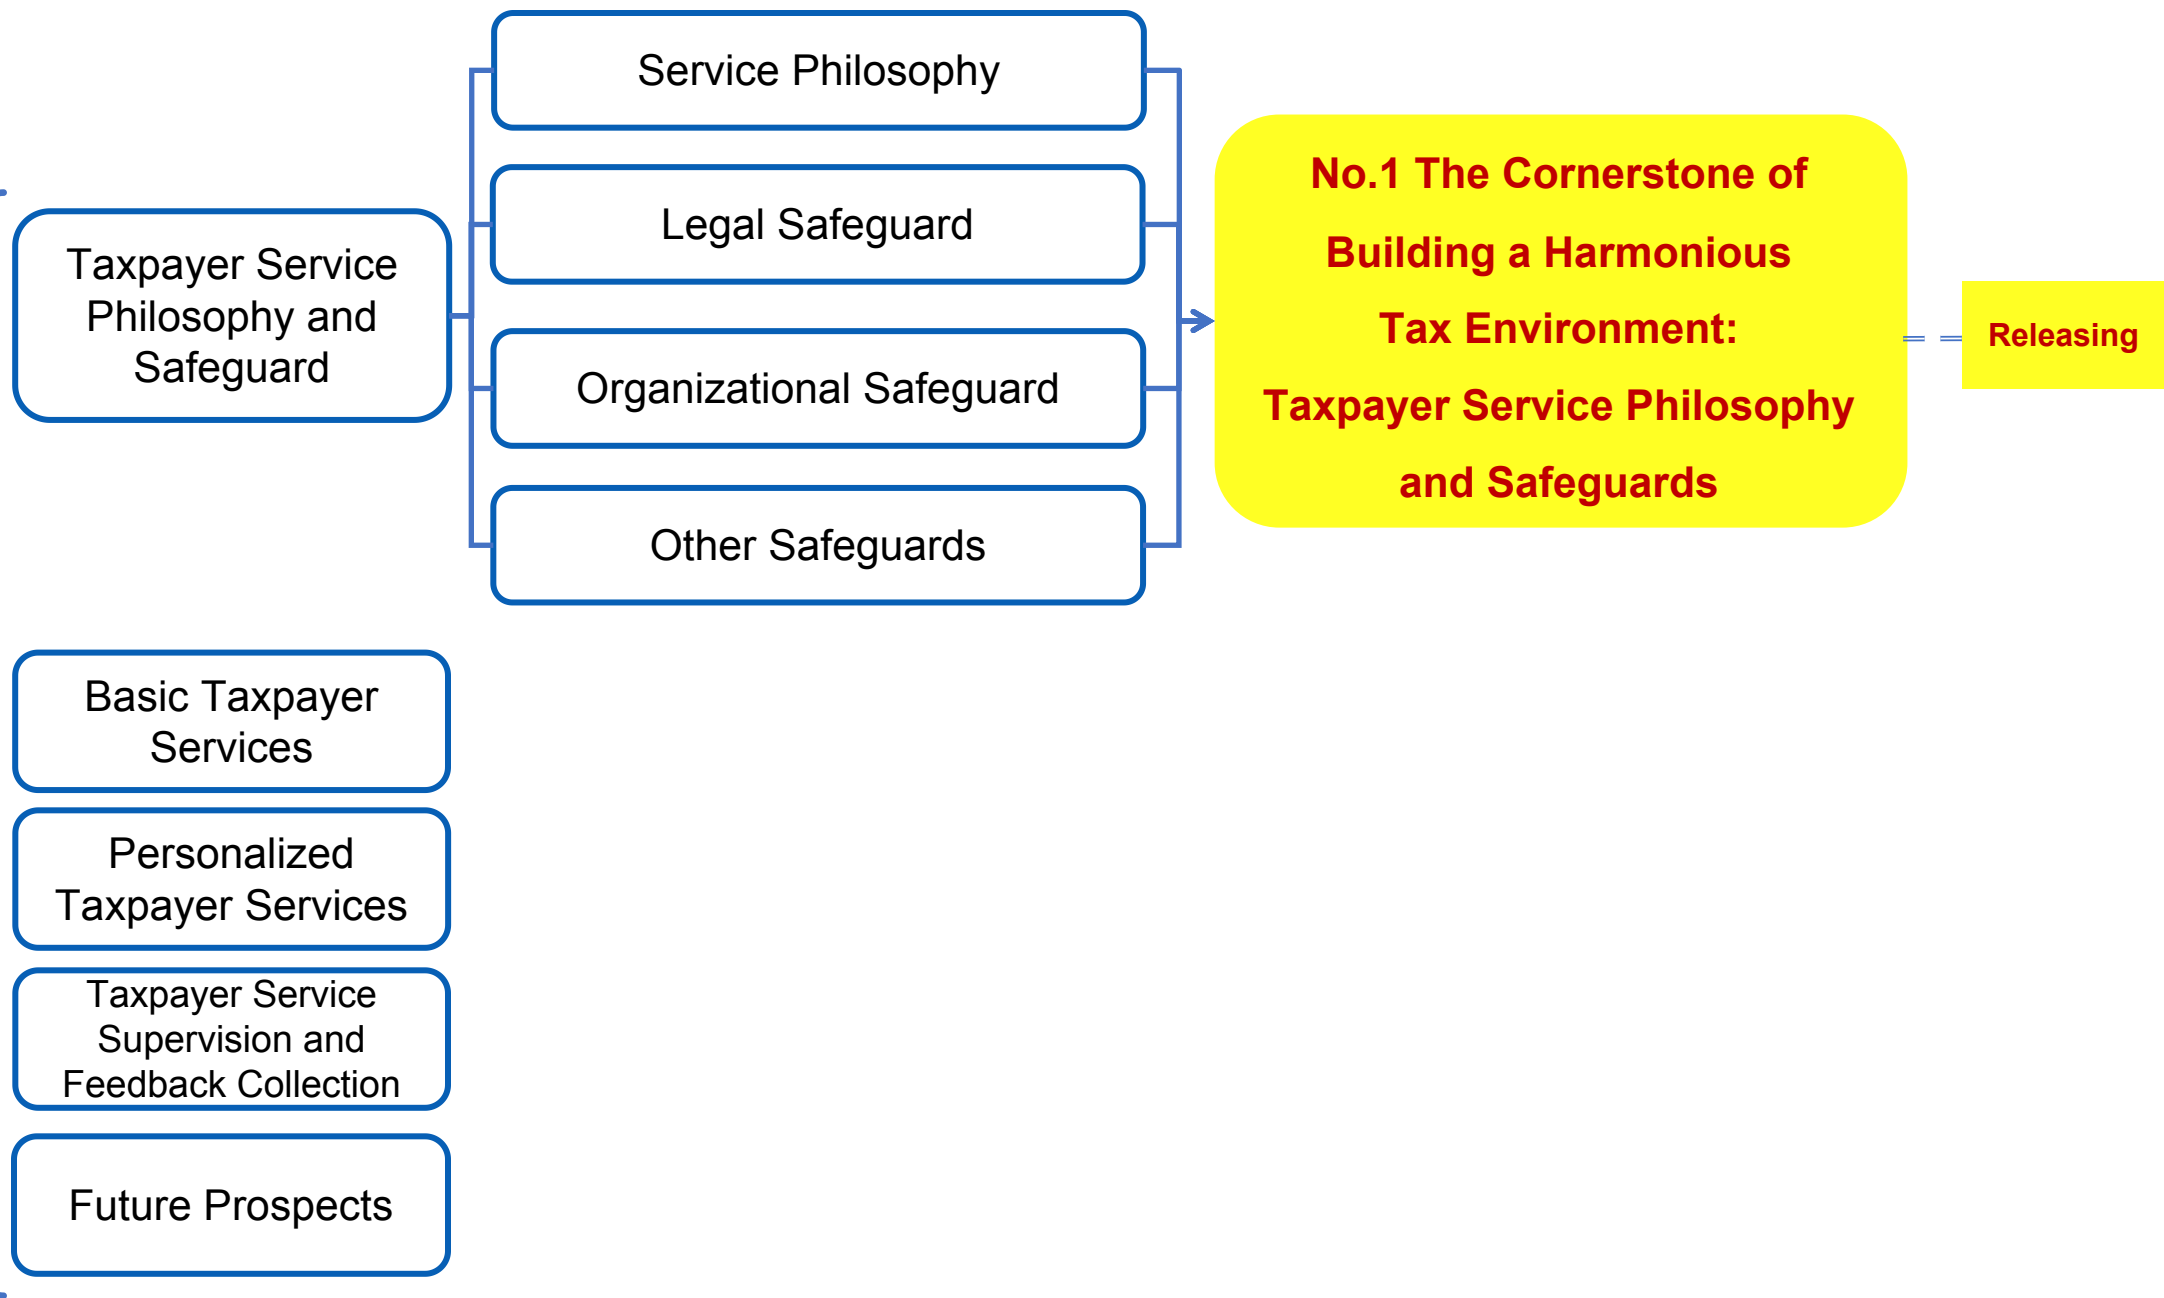 Service Philosophy
Legal Safeguard
Organizational Safeguard
Other Safeguards
Taxpayer Service
Philosophy and
Safeguard
No.1 The Cornerstone of
Building a Harmonious
Tax Environment:
Taxpayer Service Philosophy
and Safeguards
Releasing
Basic Taxpayer
Services
Personalized
Taxpayer Services
Taxpayer Service
Supervision and
Feedback Collection
Future Prospects